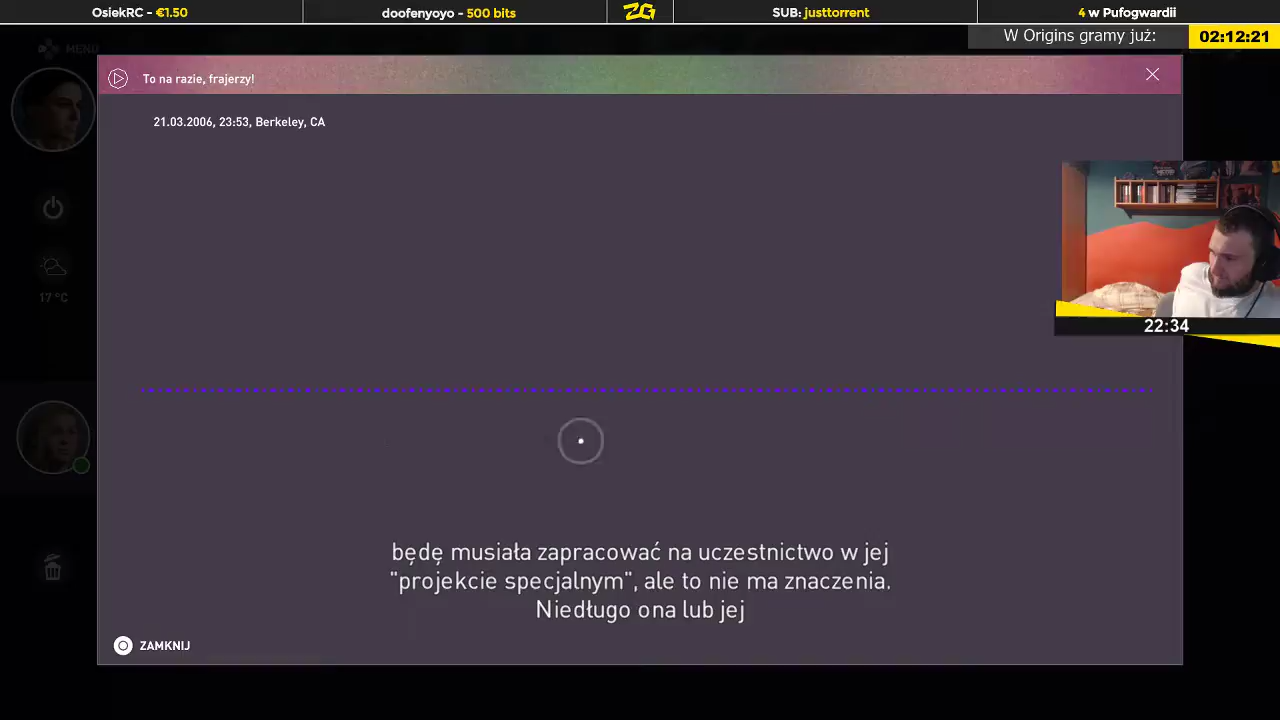 OsiekRC - €1.50
doofenyoyo - 500 bits
ZG
SUB: justtorrent
4 w Pufogwardii
W Origins gramy już:
02:12:21
MENU
To na razie, frajerzy!
21.03.2006, 23:53, Berkeley, CA
17 °C
22:34
będę musiała zapracować na uczestnictwo w jej
"projekcie specjalnym", ale to nie ma znaczenia.
Niedługo ona lub jej
ZAMKNIJ